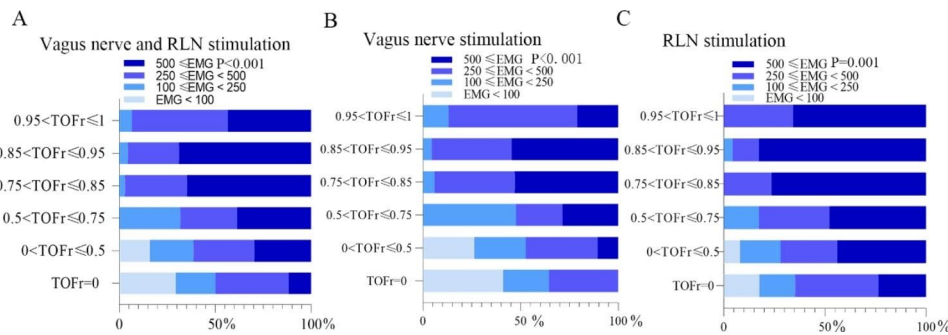 A
Vagus nerve and RLN stimulation
500 ≤EMG P<0.001
250 ≤EMG < 500
100 ≤EMG < 250
EMG < 100
0.95<TOFr≤1
0.85<TOFr≤0.95
0.75<TOFr≤0.85
0.5<TOFr≤0.75
0<TOFr≤0.5
TOFr=0
0
50%
100%
B
Vagus nerve stimulation
500 ≤EMG P<0.001
250 ≤EMG < 500
100 ≤EMG < 250
EMG < 100
0.95<TOFr≤1
0.85<TOFr≤0.95
0.75<TOFr≤0.85
0.5<TOFr≤0.75
0<TOFr≤0.5
TOFr=0
0
50%
100%
C
RLN stimulation
500 ≤EMG P=0.001
250 ≤EMG < 500
100 ≤EMG < 250
EMG < 100
0.95<TOFr≤1
0.85<TOFr≤0.95
0.75<TOFr≤0.85
0.5<TOFr≤0.75
0<TOFr≤0.5
TOFr=0
0
50%
100%